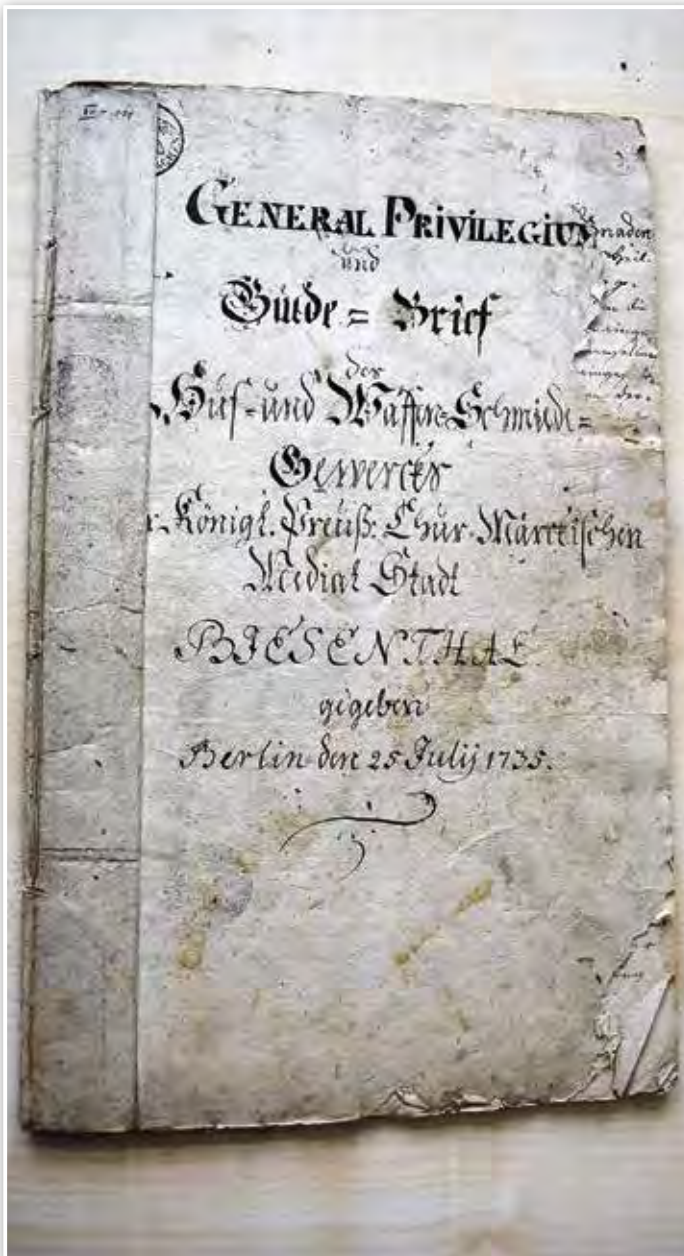 GENERAL PRIVILEGIUM
und
Gülde = Brief
des
Huf = und Waffen = Schmiede =
Gewercks
Königl. Preuß. Chur. Märckischen
Mediat Stadt
BIESENTHAL
gegeben
Berlin den 25 Julij 1735.